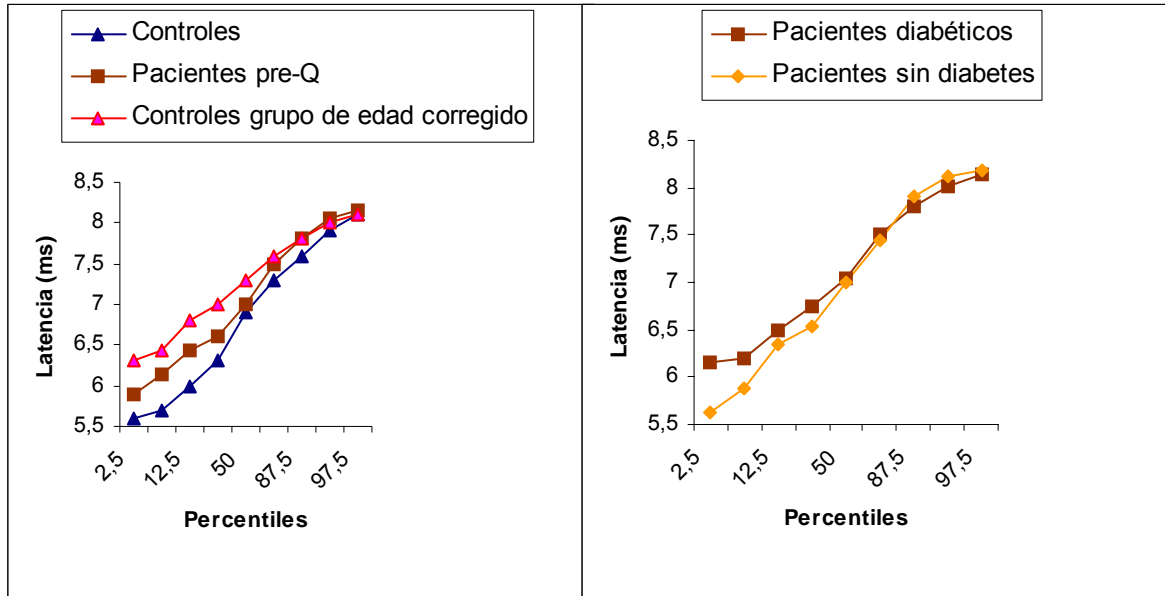 Controles
Pacientes pre-Q
Controles grupo de edad corregido
8,5
8
7,5
7
6,5
6
5,5
Latencia (ms)
2,5
12,5
50
87,5
97,5
Percentiles
Pacientes diabéticos
Pacientes sin diabetes
8,5
8
7,5
7
6,5
6
5,5
Latencia (ms)
2,5
12,5
50
87,5
97,5
Percentiles